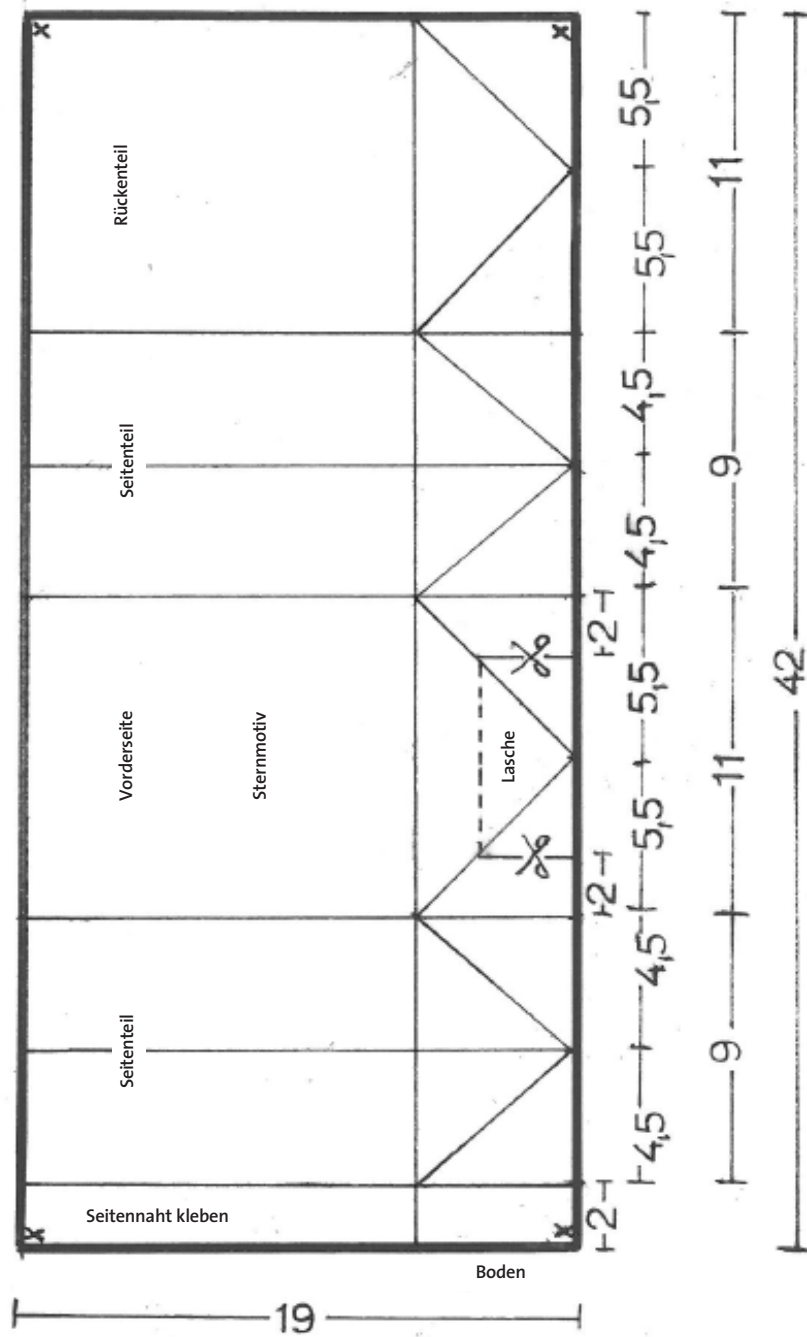 x
x
Rückenteil
5,5
11
5,5
Seitenteil
4,5
9
4,5
2
Vorderseite
Sternmotiv
Lasche
5,5
11
42
5,5
2
Seitenteil
4,5
9
4,5
Seitennaht kleben
2
x
x
Boden
19